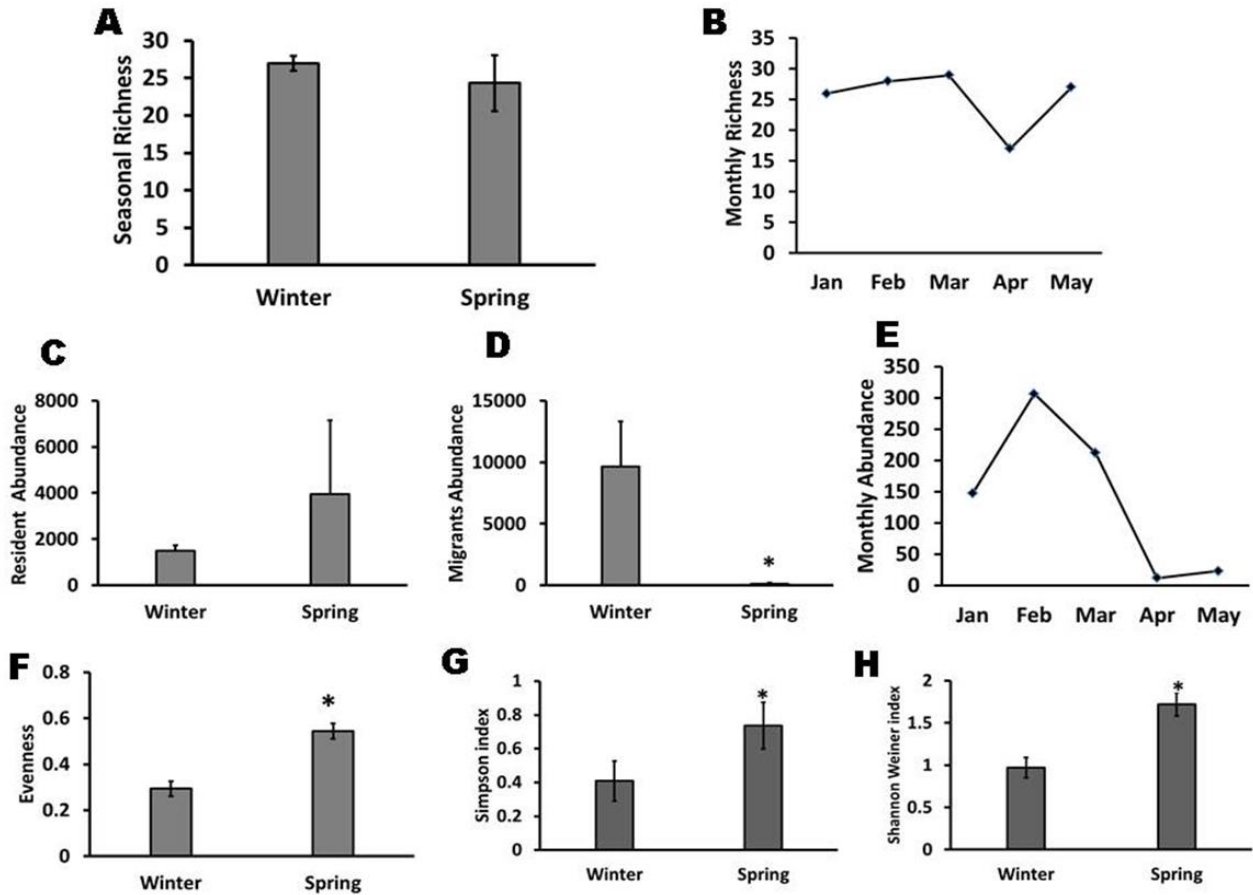 A
Seasonal Richness
30
25
20
15
10
5
0
Winter Spring
B
Monthly Richness
35
30
25
20
15
10
5
0
Jan Feb Mar Apr May
C
Resident Abundance
8000
6000
4000
2000
0
Winter Spring
D
Migrants Abundance
15000
10000
5000
0
*
Winter Spring
E
Monthly Abundance
350
300
250
200
150
100
50
0
Jan Feb Mar Apr May
F
Evenness
0.8
0.6
0.4
0.2
0
*
Winter Spring
G
Simpson index
1
0.8
0.6
0.4
0.2
0
*
Winter Spring
H
Shannon Weiner index
2
1.5
1
0.5
0
*
Winter Spring